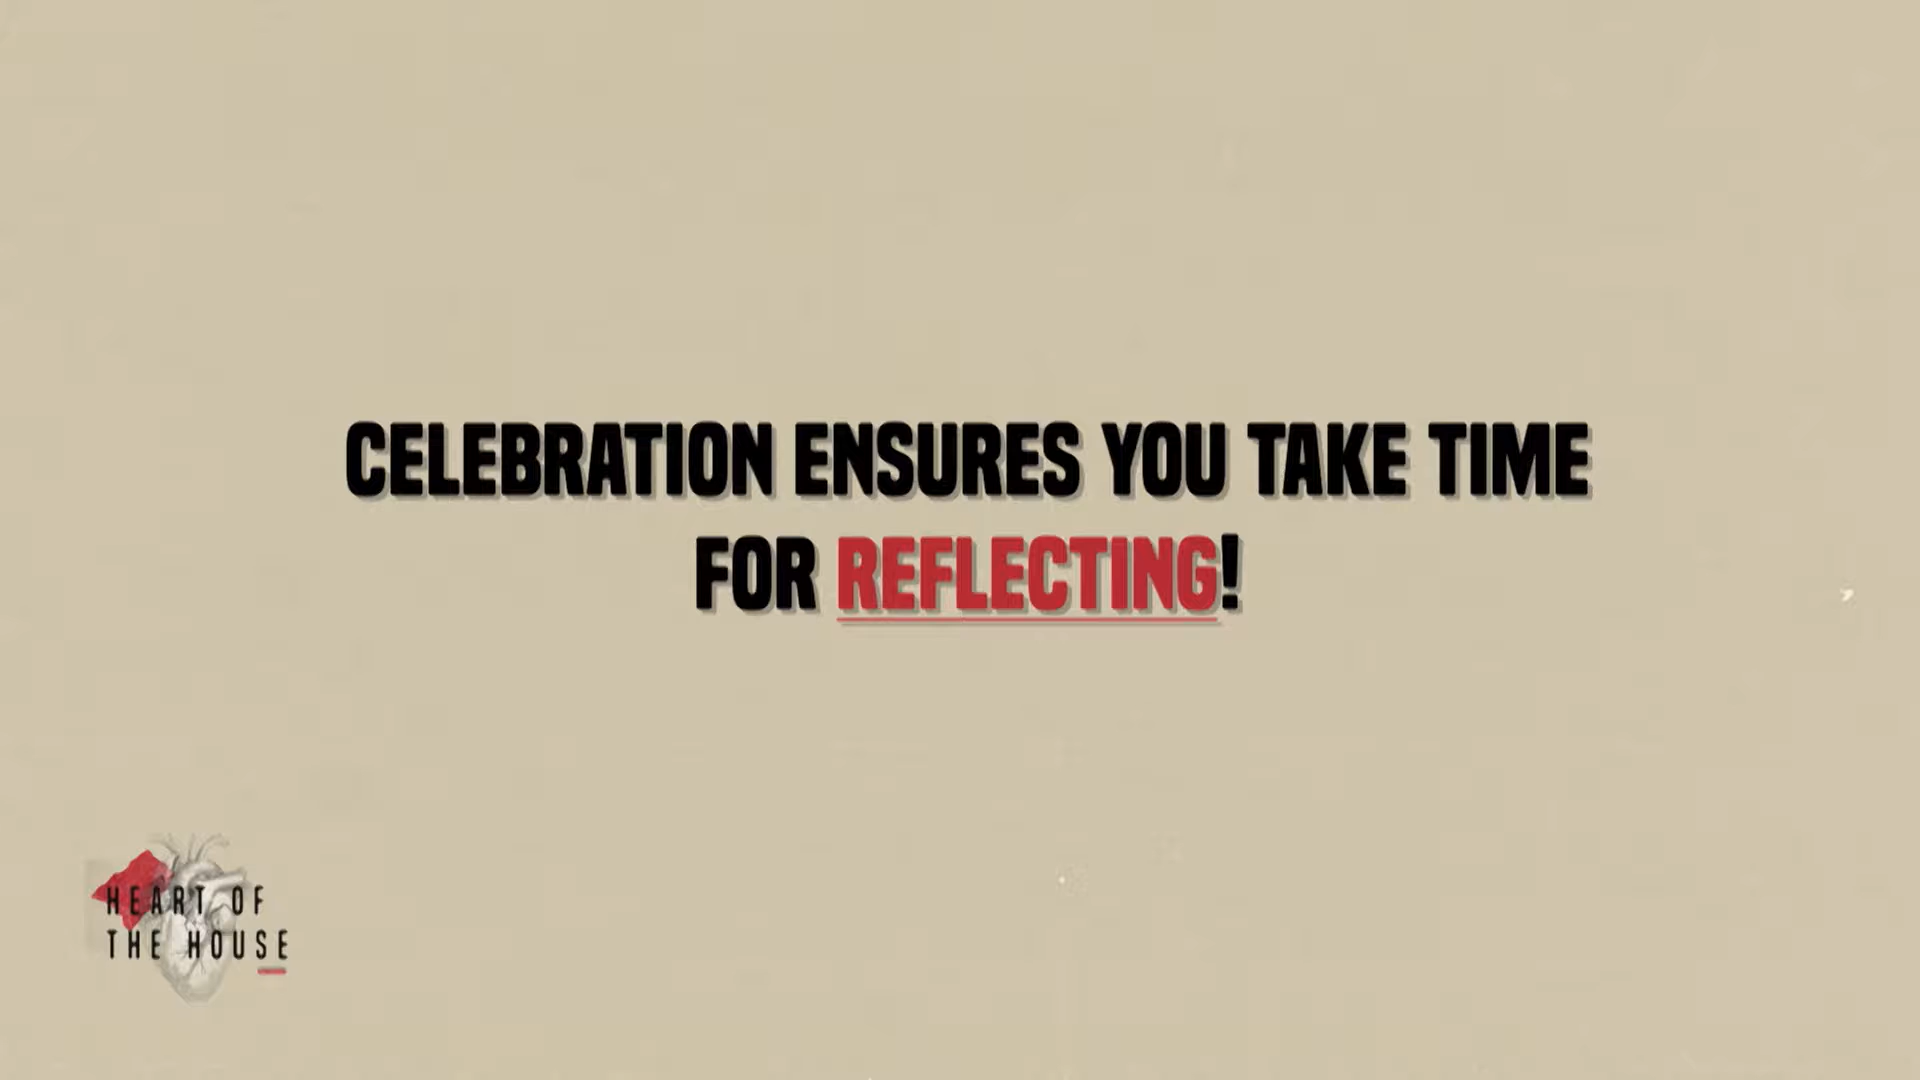 CELEBRATION ENSURES YOU TAKE TIME
FOR REFLECTING!
HEART OF
THE HOUSE